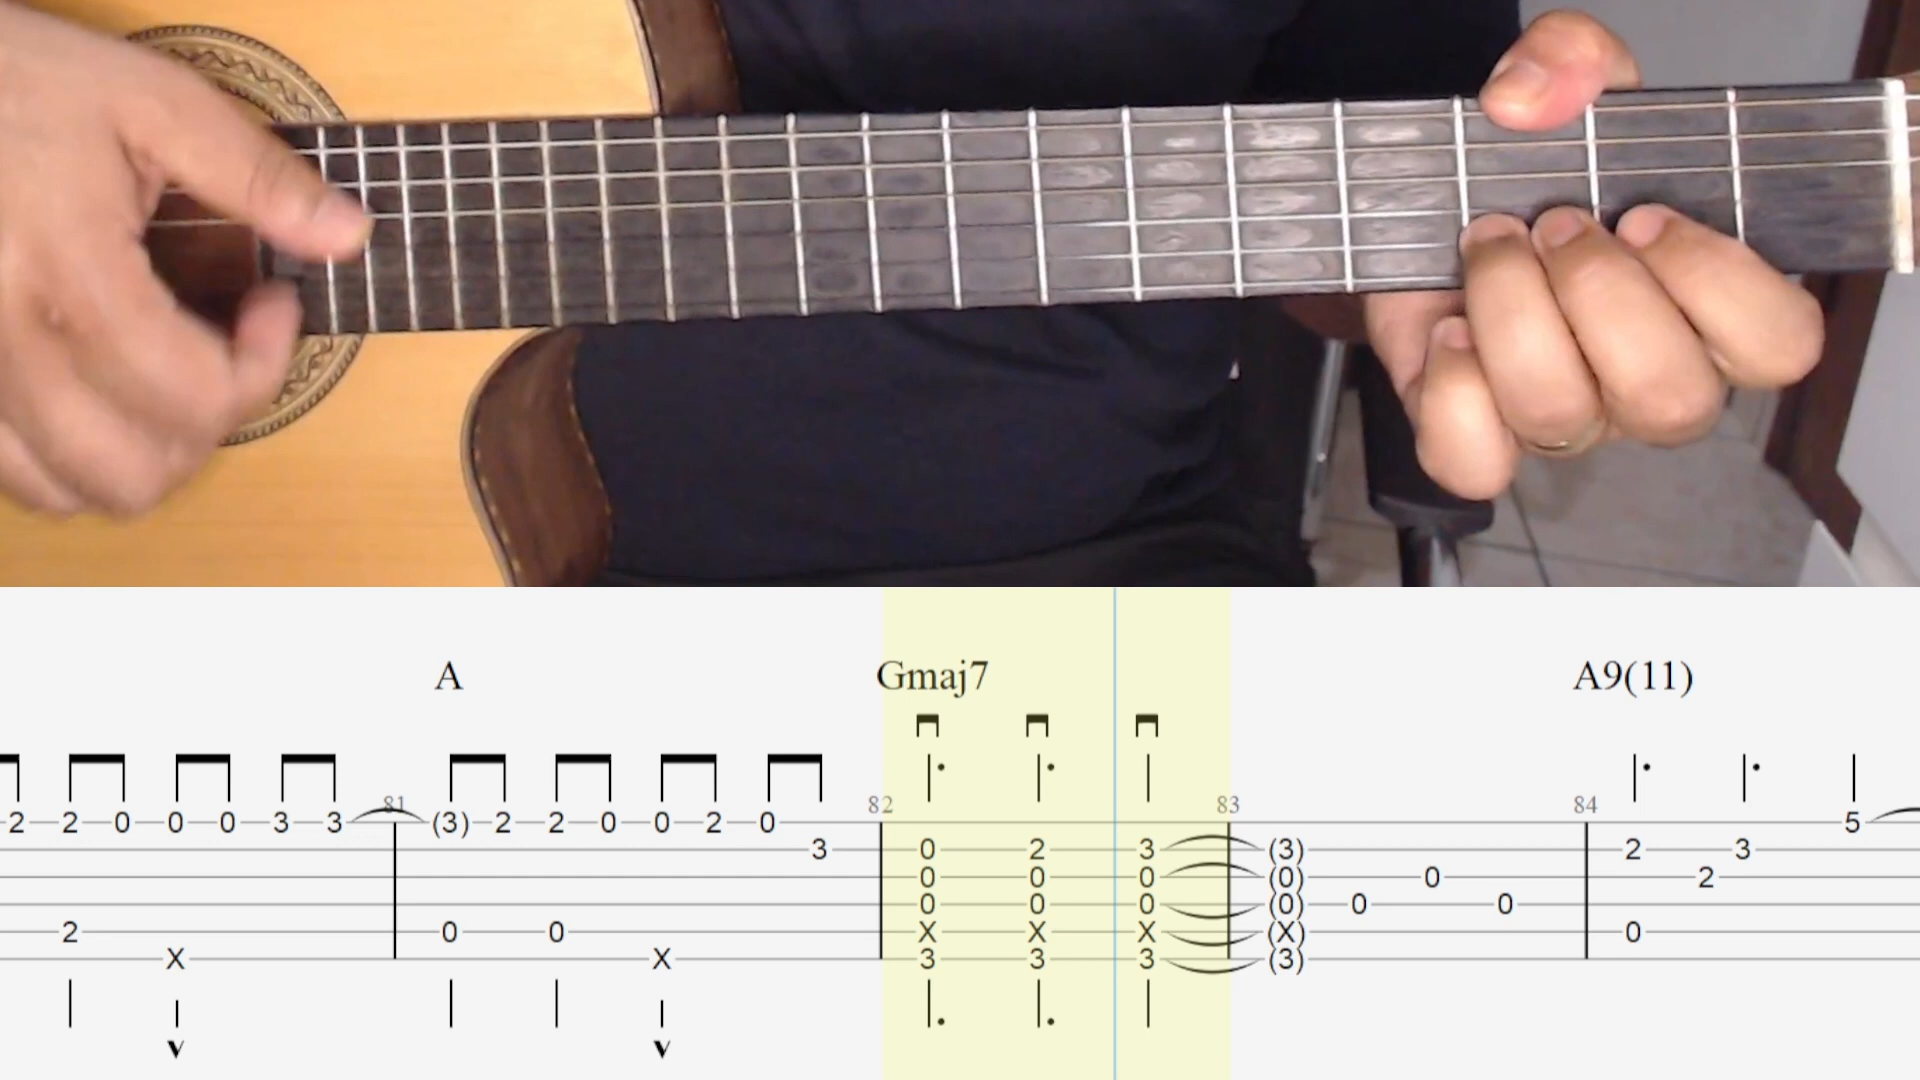 A Gmaj7 A9(11)
81 82 83 84
2 2 0 0 0 3 3 (3) 2 2 0 0 2 0 5
3 0 2 3 (3) 2 3
0 0 0 (0) 0 2
0 0 0 (0) 0 0
2 0 0 X X X (X) 0
X X 3 3 3 (3)